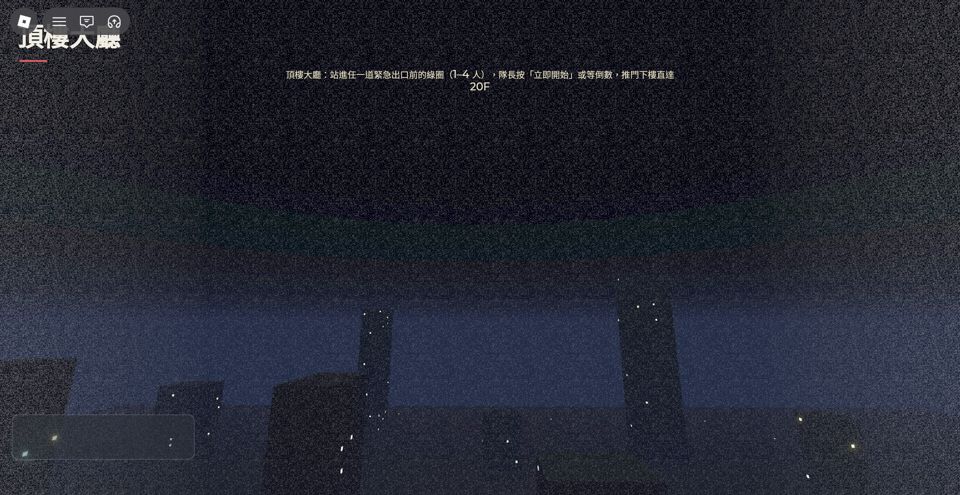 頂樓大廳
頂樓大廳：站進任一道緊急出口前的綠圈（1–4 人），隊長按「立即開始」或等倒數，推門下樓直達
20F